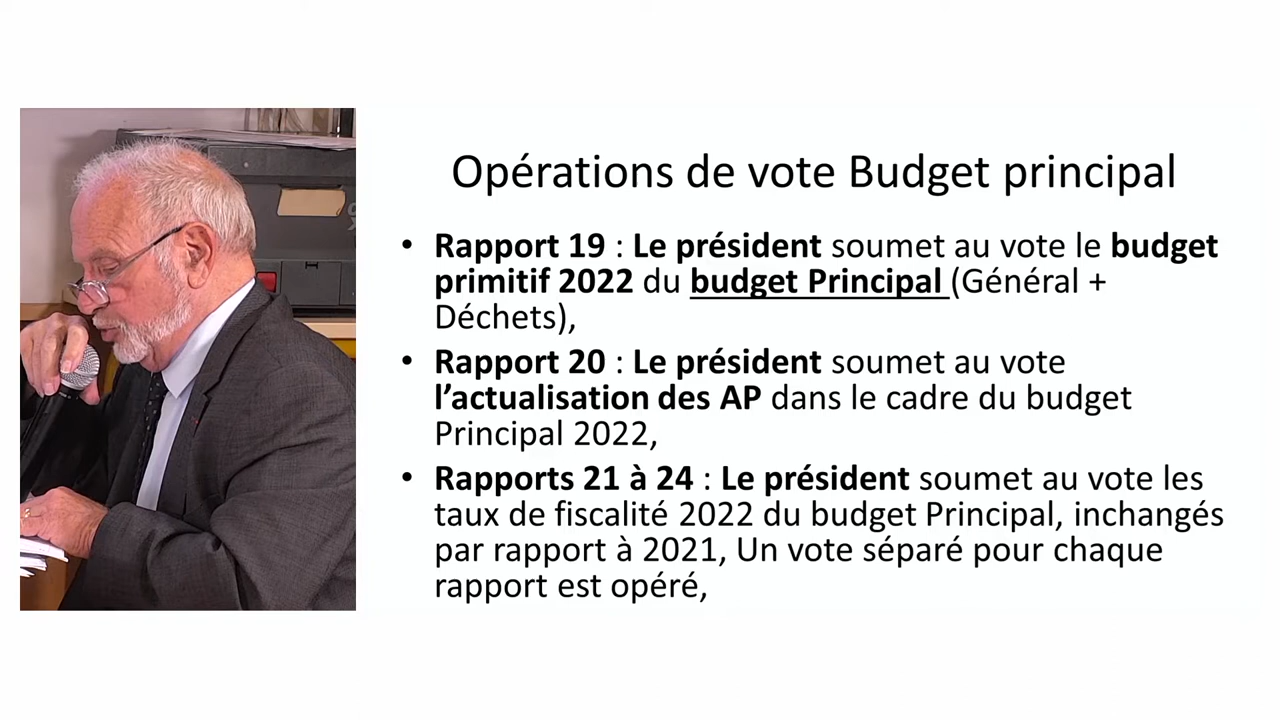 Opérations de vote Budget principal
• Rapport 19 : Le président soumet au vote le budget
primitif 2022 du budget Principal (Général +
Déchets),
• Rapport 20 : Le président soumet au vote
l’actualisation des AP dans le cadre du budget
Principal 2022,
• Rapports 21 à 24 : Le président soumet au vote les
taux de fiscalité 2022 du budget Principal, inchangés
par rapport à 2021, Un vote séparé pour chaque
rapport est opéré,